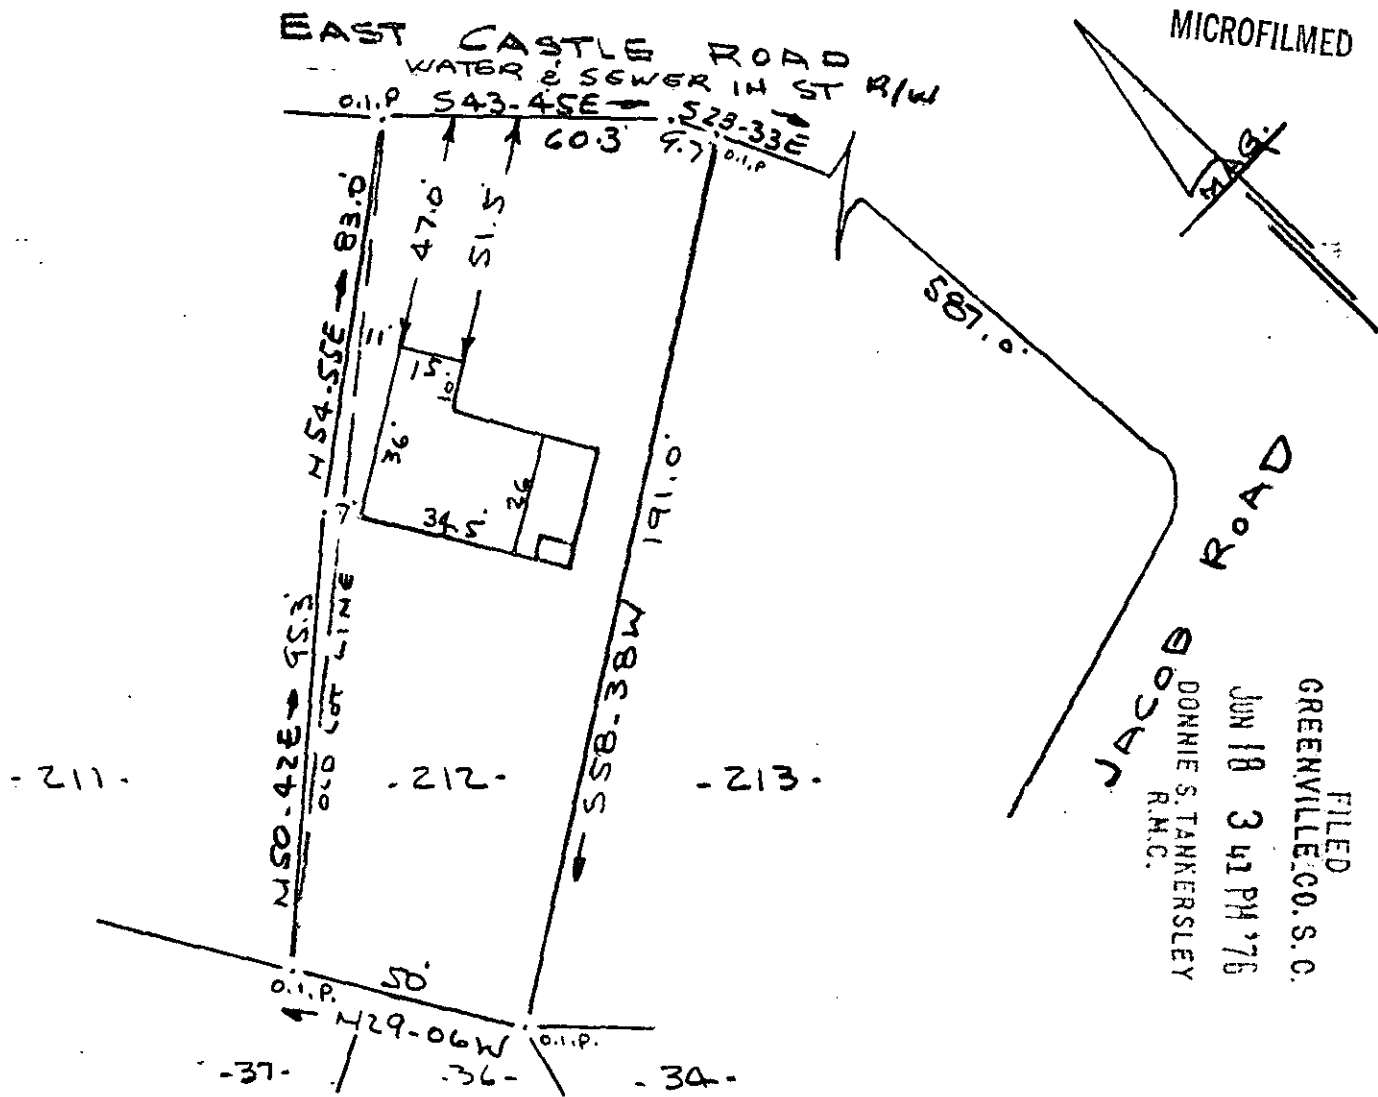 MICROFILMED
EAST CASTLE ROAD
WATER & SEWER IN ST R/W
O.I.P
S43-45E
S23-33E
60.3'
9.7
O.I.P
MAG.
47.0'
51.5'
N54-55E 83.0'
11'
15'
10'
36'
26
34.5'
7'
191.0'
S58-38W
587.0'
JACOB ROAD
N50-42E 95.3'
OLD LOT LINE
-211-
-212-
-213-
O.I.P.
50'
N29-06W
O.I.P.
-37-
-36-
-34-
FILED
GREENVILLE CO. S. C.
JUN 18 3 41 PM '76
DONNIE S. TANKERSLEY
R.M.C.